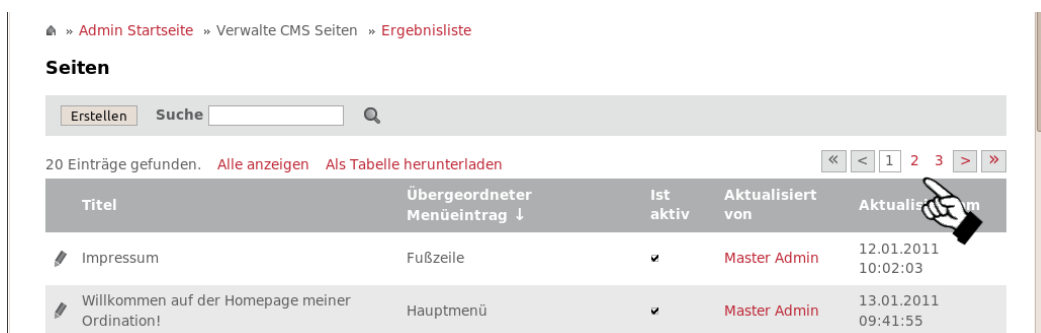 » Admin Startseite » Verwalte CMS Seiten » Ergebnisliste
Seiten
Erstellen Suche
20 Einträge gefunden. Alle anzeigen Als Tabelle herunterladen « < 1 2 3 > »
Titel Übergeordneter Menüeintrag ↓ Ist aktiv Aktualisiert von
Impressum Fußzeile Master Admin 12.01.2011 10:02:03
Willkommen auf der Homepage meiner Ordination! Hauptmenü Master Admin 13.01.2011 09:41:55